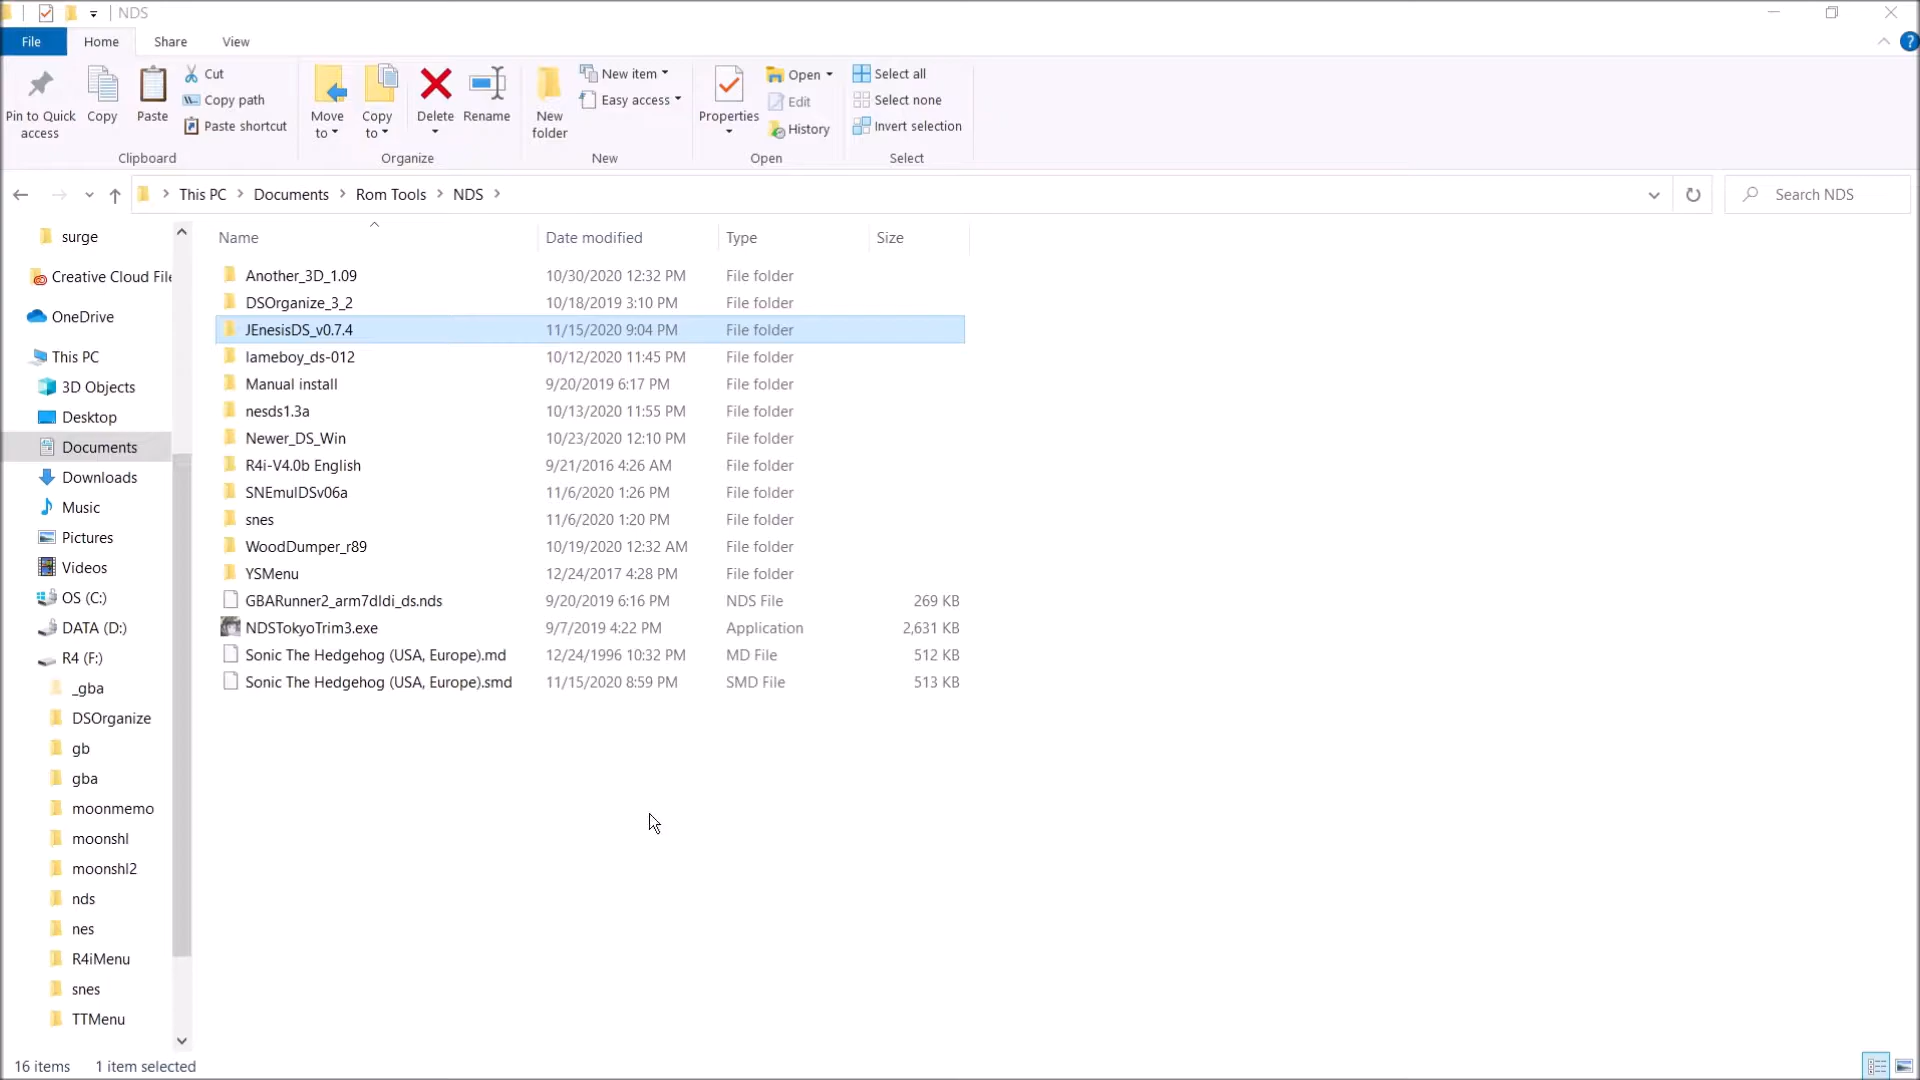 NDS
File Home Share View
Pin to Quick access
Copy
Paste
Cut
Copy path
Paste shortcut
Clipboard
Move to
Copy to
Delete
Rename
Organize
New folder
New item
Easy access
New
Properties
Open
Edit
History
Open
Select all
Select none
Invert selection
Select
This PC Documents Rom Tools NDS
Search NDS
surge
Creative Cloud File
OneDrive
This PC
3D Objects
Desktop
Documents
Downloads
Music
Pictures
Videos
OS (C:)
DATA (D:)
R4 (F:)
_gba
DSOrganize
gb
gba
moonmemo
moonshl
moonshl2
nds
nes
R4iMenu
snes
TTMenu
Name Date modified Type Size
Another_3D_1.09 10/30/2020 12:32 PM File folder
DSOrganize_3_2 10/18/2019 3:10 PM File folder
JEnesisDS_v0.7.4 11/15/2020 9:04 PM File folder
lameboy_ds-012 10/12/2020 11:45 PM File folder
Manual install 9/20/2019 6:17 PM File folder
nesds1.3a 10/13/2020 11:55 PM File folder
Newer_DS_Win 10/23/2020 12:10 PM File folder
R4i-V4.0b English 9/21/2016 4:26 AM File folder
SNEmulDSv06a 11/6/2020 1:26 PM File folder
snes 11/6/2020 1:20 PM File folder
WoodDumper_r89 10/19/2020 12:32 AM File folder
YSMenu 12/24/2017 4:28 PM File folder
GBARunner2_arm7dldi_ds.nds 9/20/2019 6:16 PM NDS File 269 KB
NDSTokyoTrim3.exe 9/7/2019 4:22 PM Application 2,631 KB
Sonic The Hedgehog (USA, Europe).md 12/24/1996 10:32 PM MD File 512 KB
Sonic The Hedgehog (USA, Europe).smd 11/15/2020 8:59 PM SMD File 513 KB
16 items 1 item selected